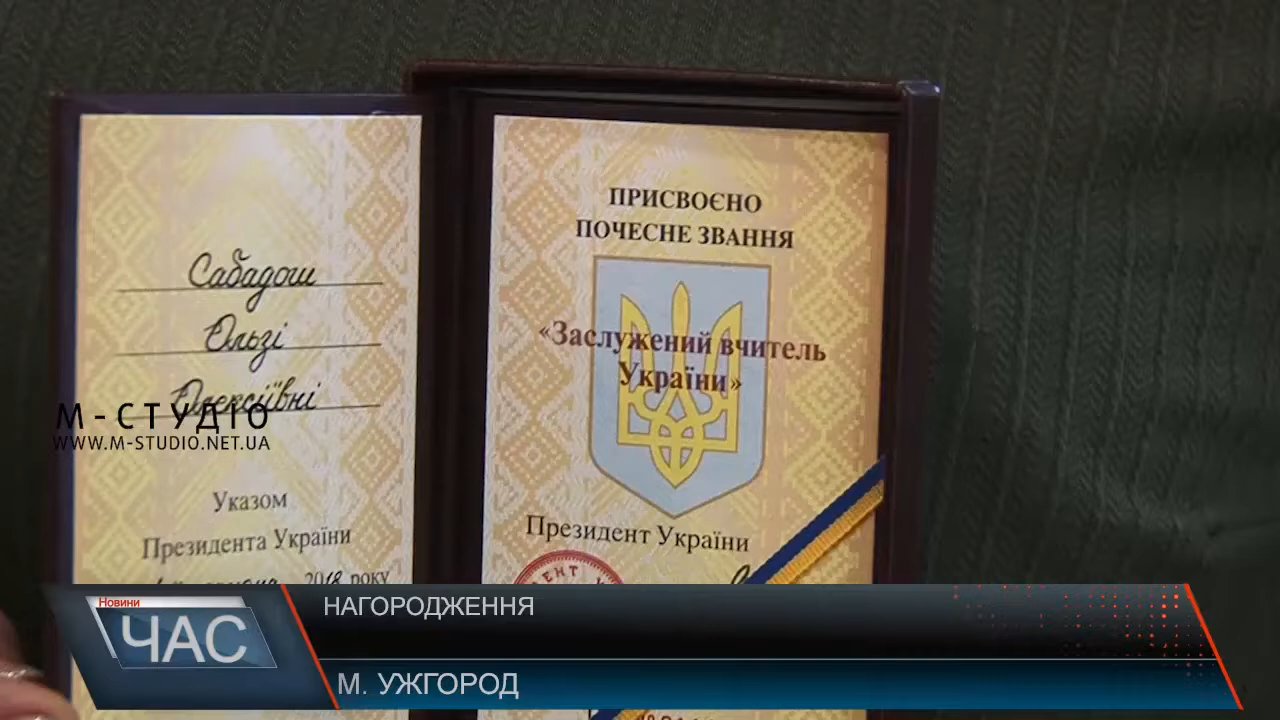 Сабадош
Ользі
Олексіївні
Указом
Президента України
2018 року
ПРИСВОЄНО
ПОЧЕСНЕ ЗВАННЯ
«Заслужений вчитель
України»
Президент України
М-СТУДІО
WWW.M-STUDIO.NET.UA
Новини
ЧАС
НАГОРОДЖЕННЯ
М. УЖГОРОД